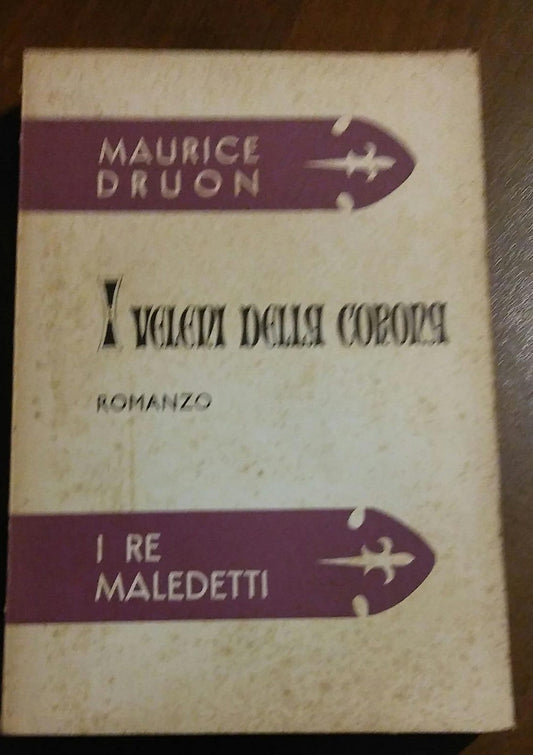 MAURICE
DRUON
I VELENI DELLA CORONA
ROMANZO
I RE
MALEDETTI